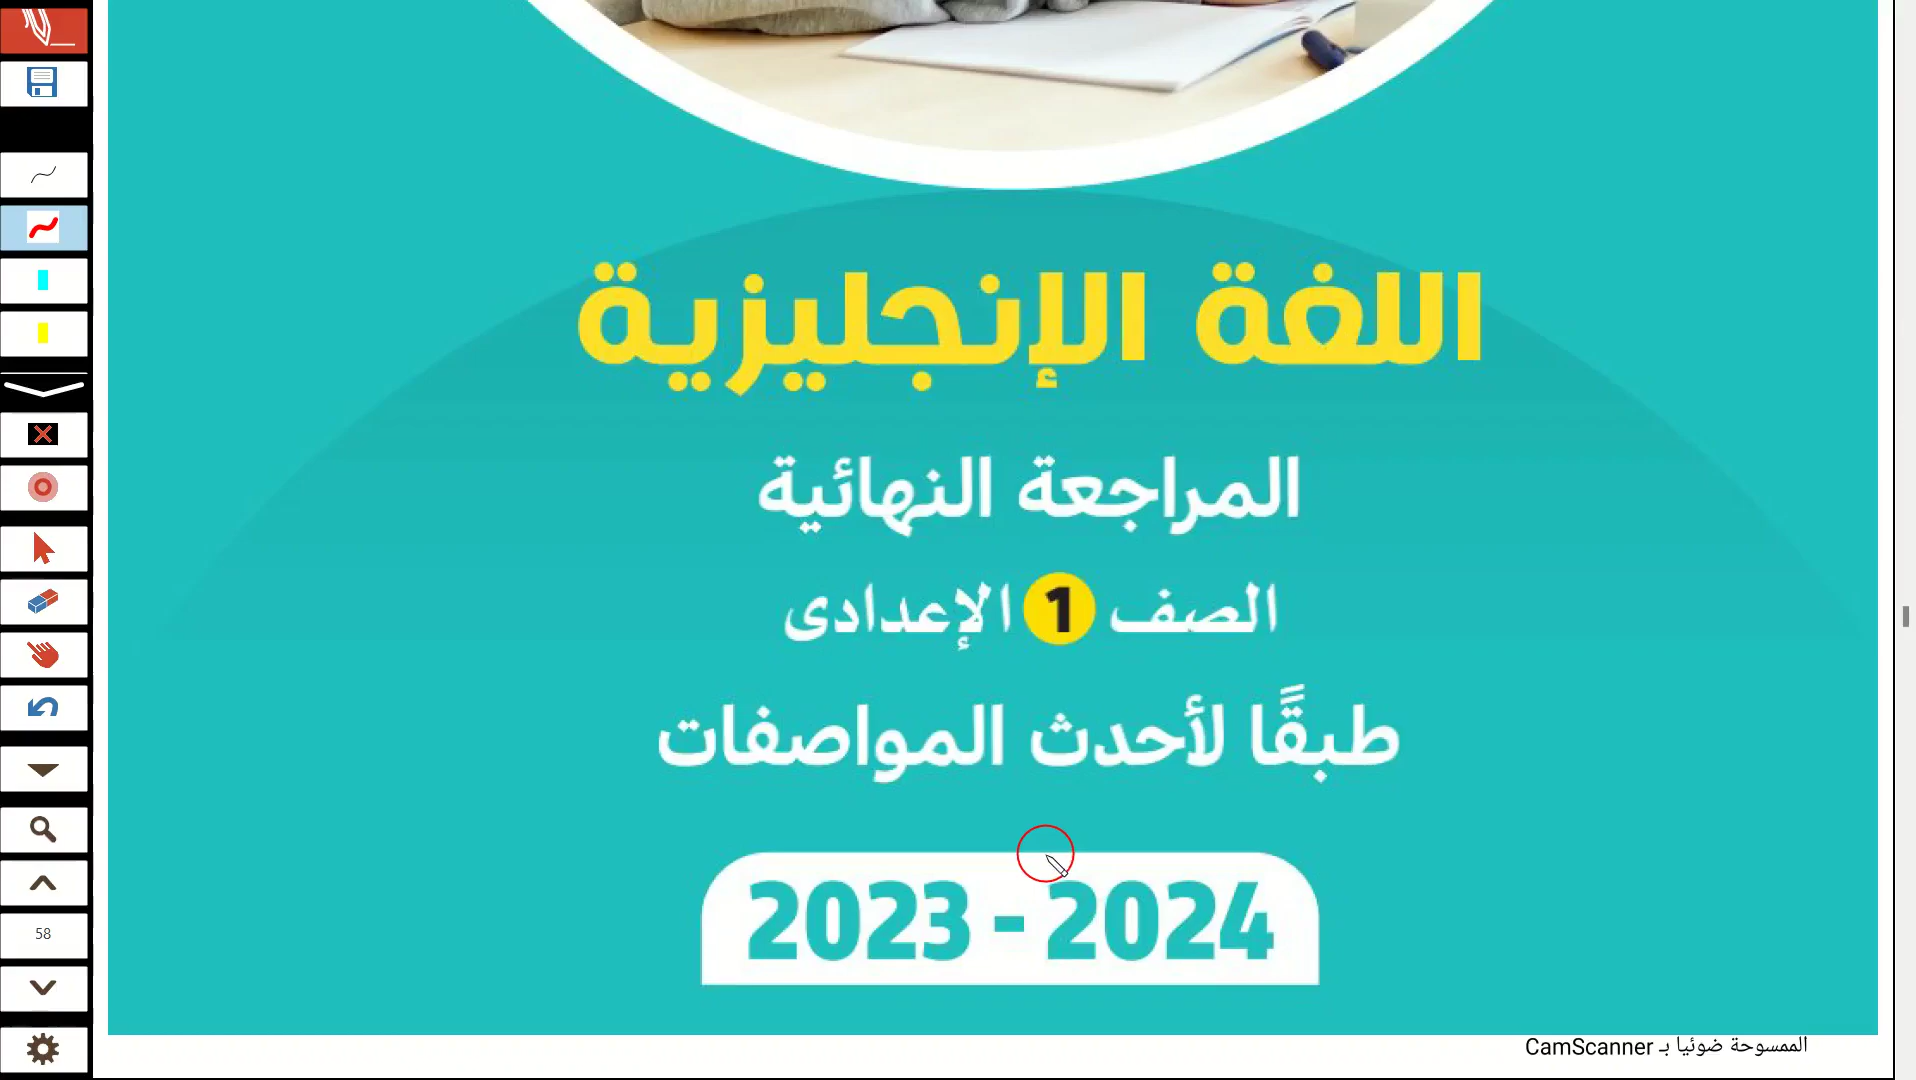 اللغة الإنجليزية
المراجعة النهائية
الصف 1 الإعدادى
طبقًا لأحدث المواصفات
2023 - 2024
58
الممسوحة ضوئيا بـ CamScanner